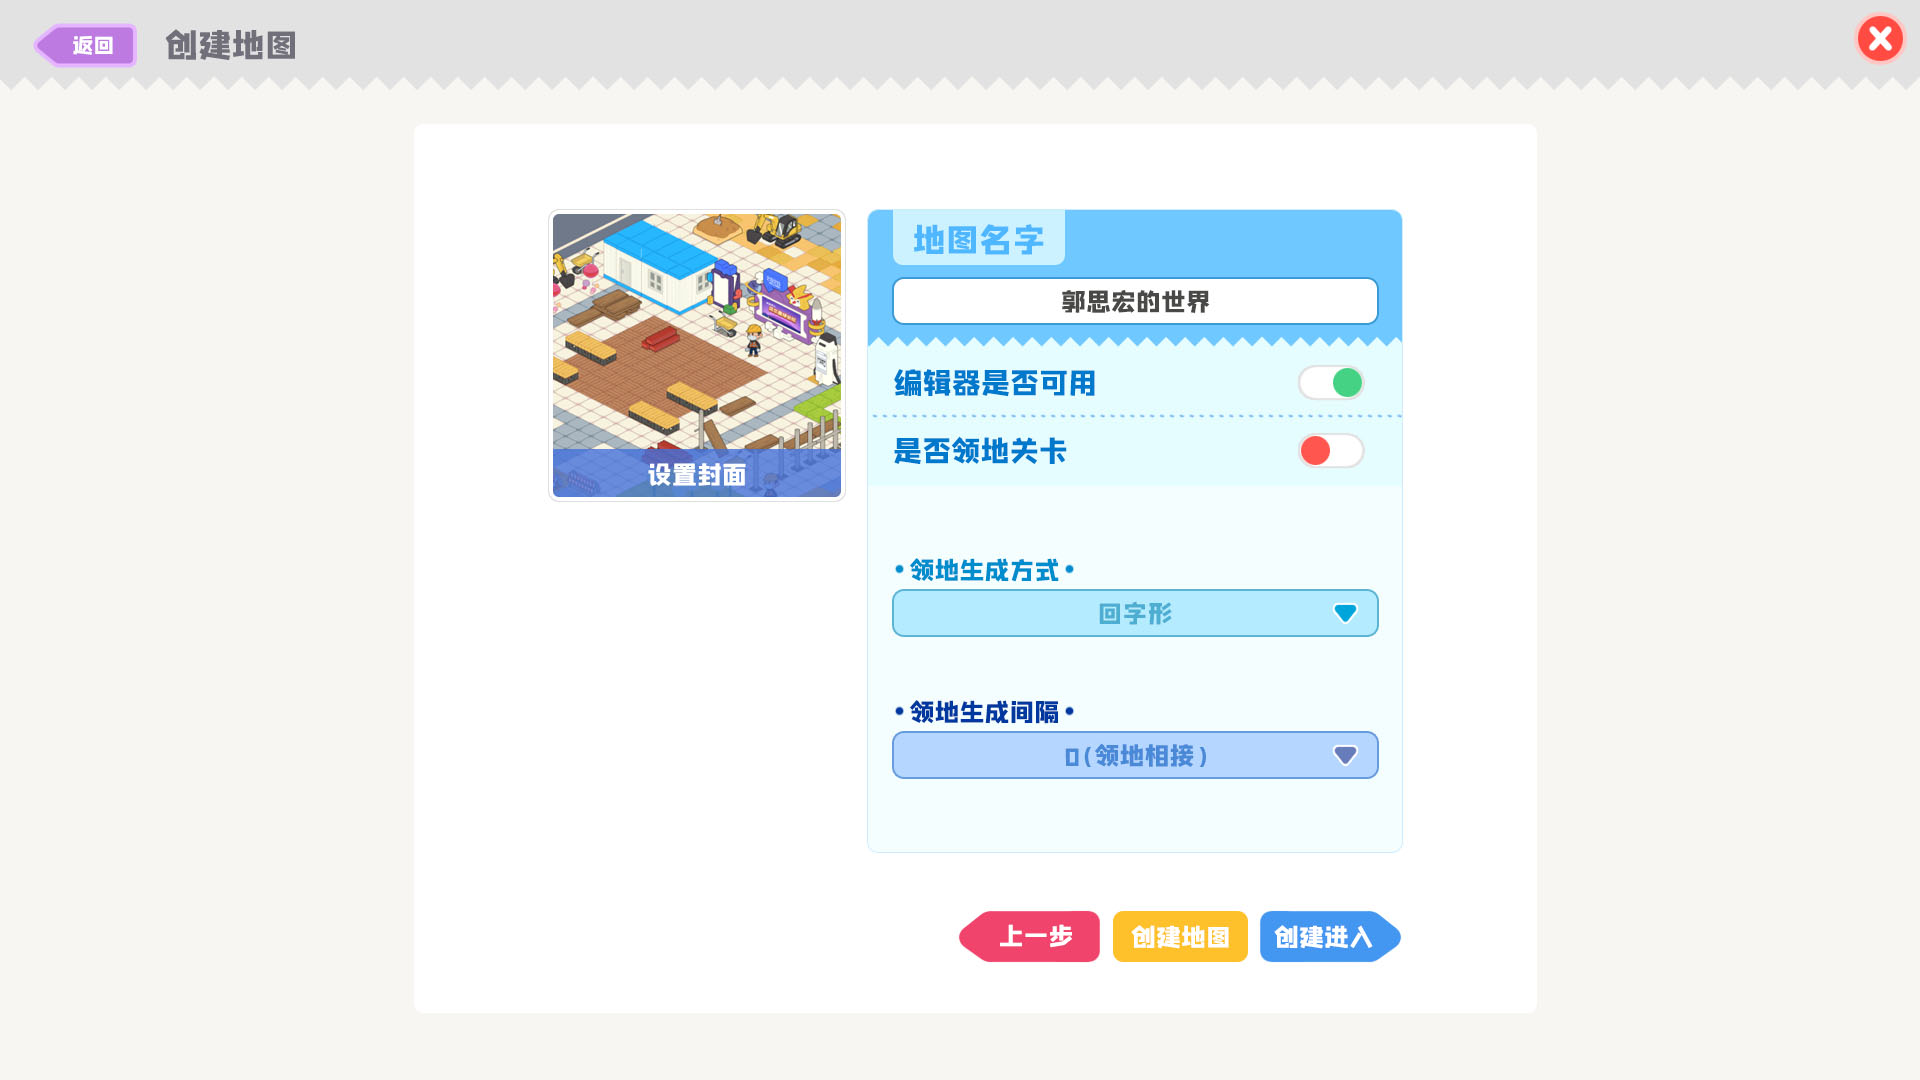 返回
创建地图
设置封面
地图名字
郭思宏的世界
编辑器是否可用
是否领地关卡
•领地生成方式•
回字形
•领地生成间隔•
0(领地相接)
上一步
创建地图
创建进入